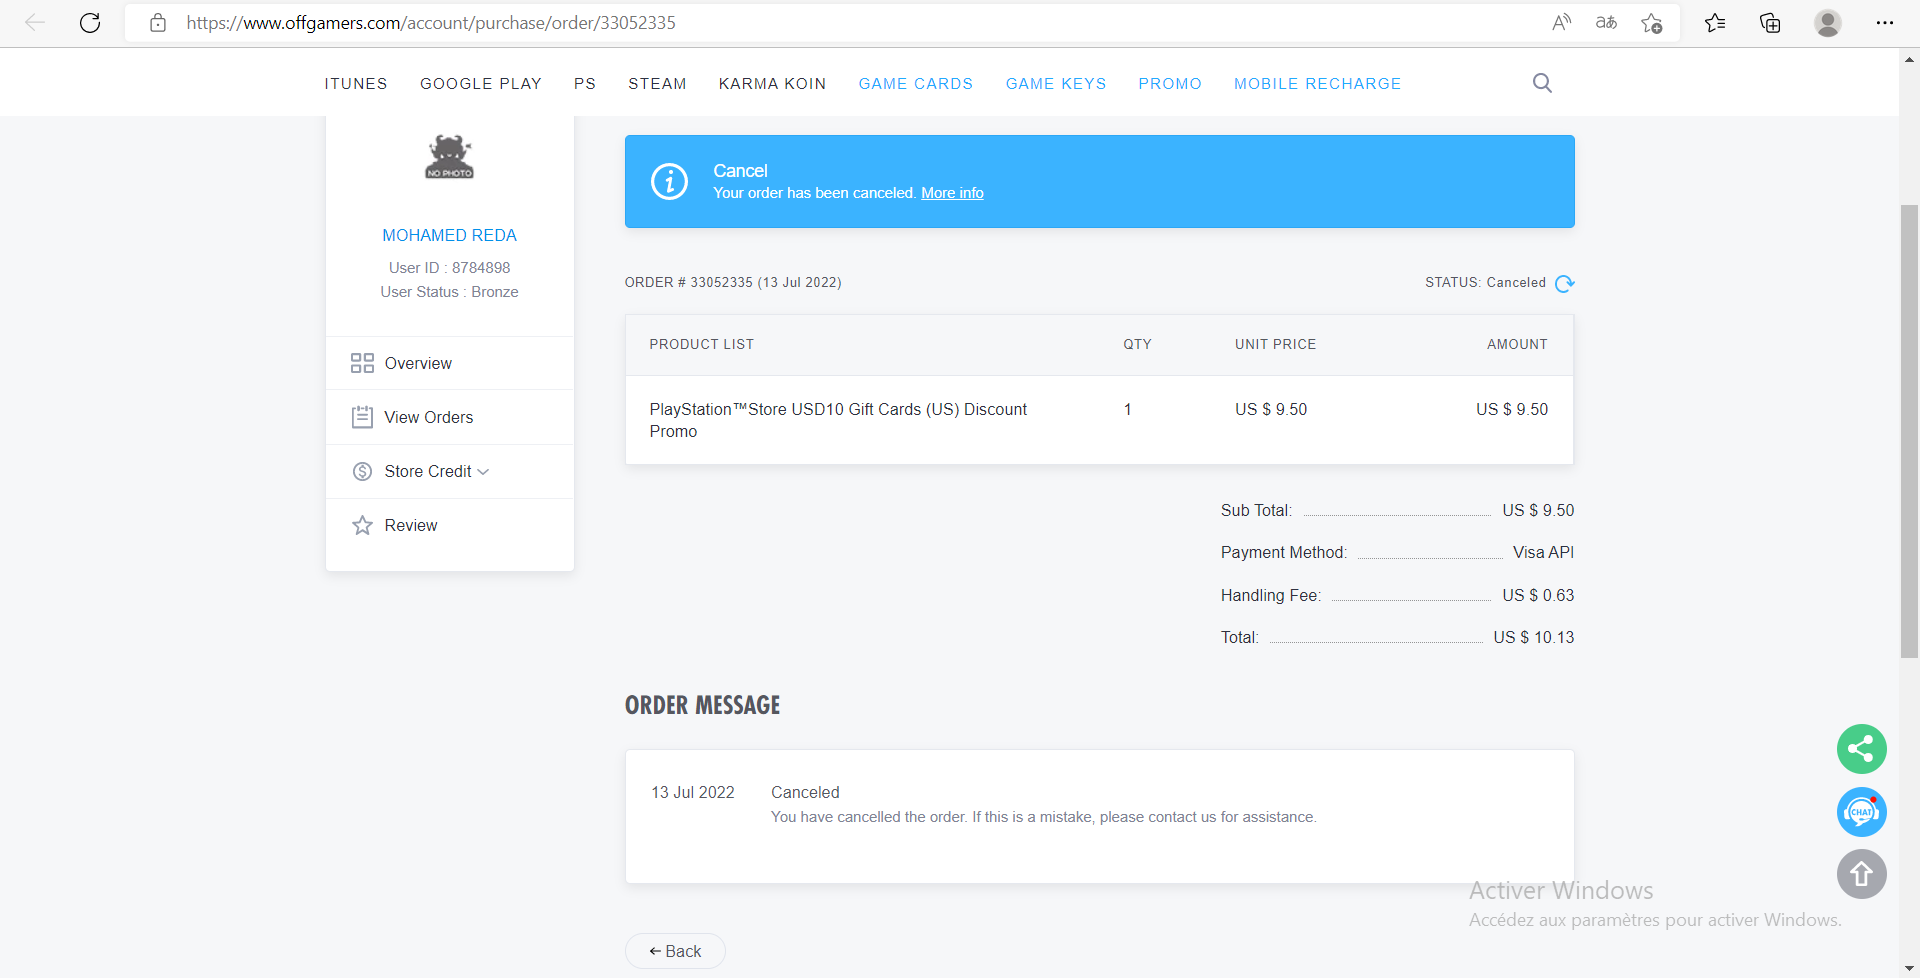 https://www.offgamers.com/account/purchase/order/33052335
ITUNES GOOGLE PLAY PS STEAM KARMA KOIN GAME CARDS GAME KEYS PROMO MOBILE RECHARGE
NO PHOTO
MOHAMED REDA
User ID : 8784898
User Status : Bronze
Overview
View Orders
Store Credit
Review
Cancel
Your order has been canceled. More info
ORDER # 33052335 (13 Jul 2022) STATUS: Canceled
PRODUCT LIST QTY UNIT PRICE AMOUNT
PlayStation™Store USD10 Gift Cards (US) Discount 1 US $ 9.50 US $ 9.50
Promo
Sub Total: US $ 9.50
Payment Method: Visa API
Handling Fee: US $ 0.63
Total: US $ 10.13
ORDER MESSAGE
13 Jul 2022 Canceled
You have cancelled the order. If this is a mistake, please contact us for assistance.
CHAT
Activer Windows
Accédez aux paramètres pour activer Windows.
← Back